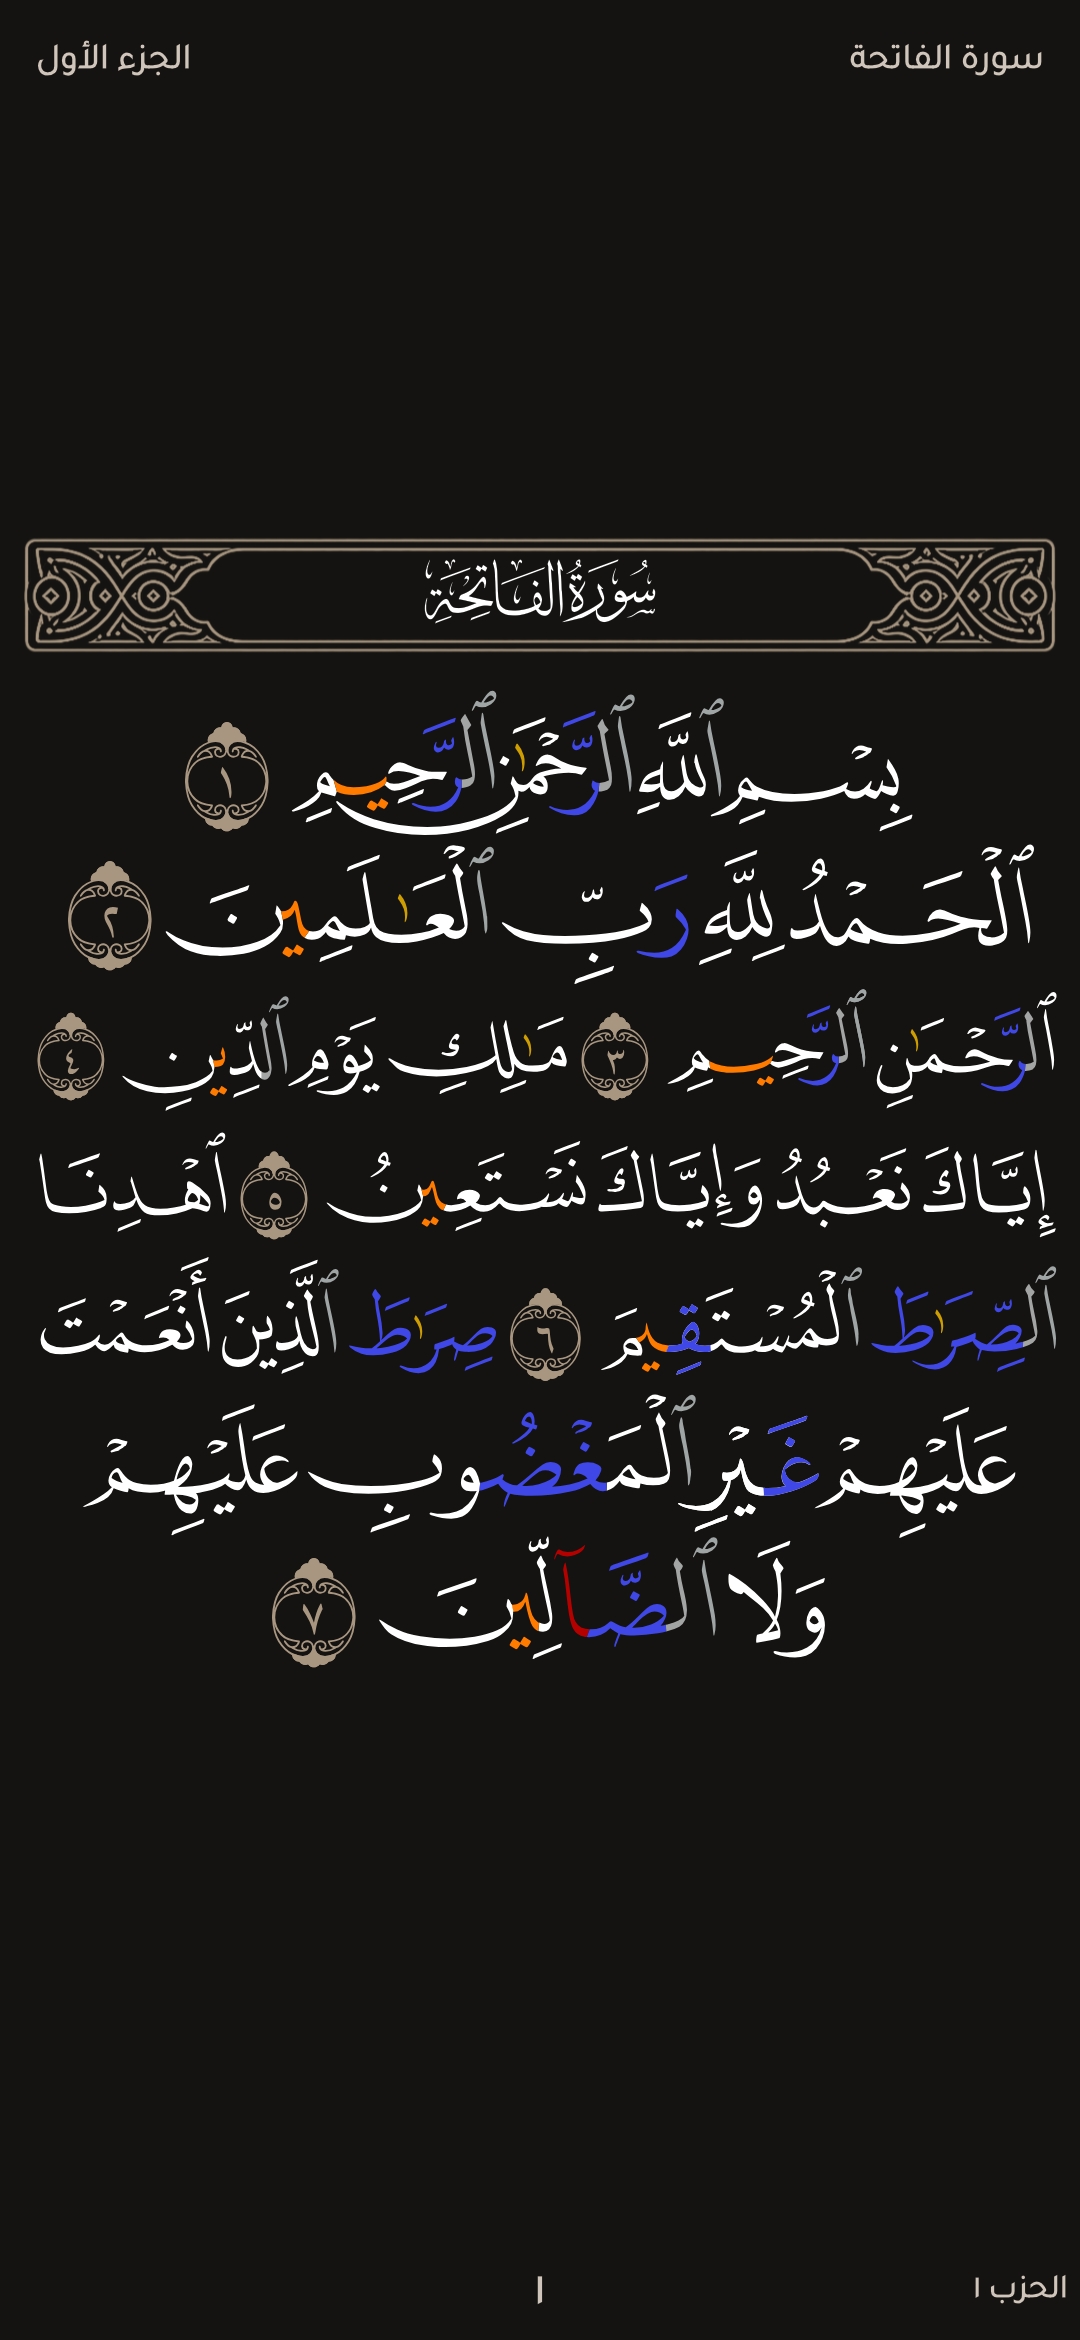 سورة الفاتحة
الجزء الأول
سُورَةُ الفَاتِحَةِ
بِسْمِ ٱللَّهِ ٱلرَّحْمَٰنِ ٱلرَّحِيمِ ١
ٱلْحَمْدُ لِلَّهِ رَبِّ ٱلْعَٰلَمِينَ ٢
ٱلرَّحْمَٰنِ ٱلرَّحِيمِ ٣ مَٰلِكِ يَوْمِ ٱلدِّينِ ٤
إِيَّاكَ نَعْبُدُ وَإِيَّاكَ نَسْتَعِينُ ٥ ٱهْدِنَا
ٱلصِّرَٰطَ ٱلْمُسْتَقِيمَ ٦ صِرَٰطَ ٱلَّذِينَ أَنْعَمْتَ
عَلَيْهِمْ غَيْرِ ٱلْمَغْضُوبِ عَلَيْهِمْ
وَلَا ٱلضَّآلِّينَ ٧
الحزب ١
١